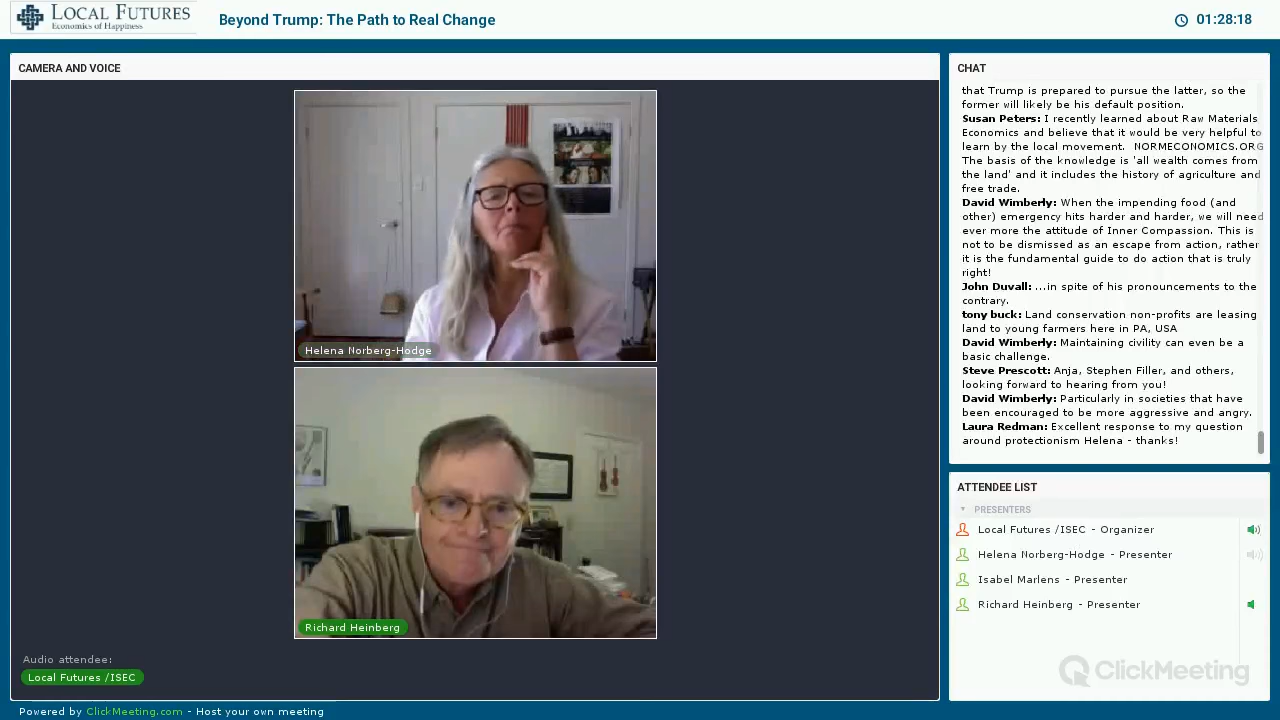 LOCAL FUTURES
Economics of Happiness
Beyond Trump: The Path to Real Change
01:28:18
CAMERA AND VOICE
Helena Norberg-Hodge
Richard Heinberg
Audio attendee:
Local Futures /ISEC
CHAT
that Trump is prepared to pursue the latter, so the
former will likely be his default position.
Susan Peters: I recently learned about Raw Materials
Economics and believe that it would be very helpful to
learn by the local movement. NORMECONOMICS.ORG
The basis of the knowledge is 'all wealth comes from
the land' and it includes the history of agriculture and
free trade.
David Wimberly: When the impending food (and
other) emergency hits harder and harder, we will need
ever more the attitude of Inner Compassion. This is
not to be dismissed as an escape from action, rather
it is the fundamental guide to do action that is truly
right!
John Duvall: ...in spite of his pronouncements to the
contrary.
tony buck: Land conservation non-profits are leasing
land to young farmers here in PA, USA
David Wimberly: Maintaining civility can even be a
basic challenge.
Steve Prescott: Anja, Stephen Filler, and others,
looking forward to hearing from you!
David Wimberly: Particularly in societies that have
been encouraged to be more aggressive and angry.
Laura Redman: Excellent response to my question
around protectionism Helena - thanks!
ATTENDEE LIST
PRESENTERS
Local Futures /ISEC - Organizer
Helena Norberg-Hodge - Presenter
Isabel Marlens - Presenter
Richard Heinberg - Presenter
ClickMeeting
Powered by ClickMeeting.com - Host your own meeting